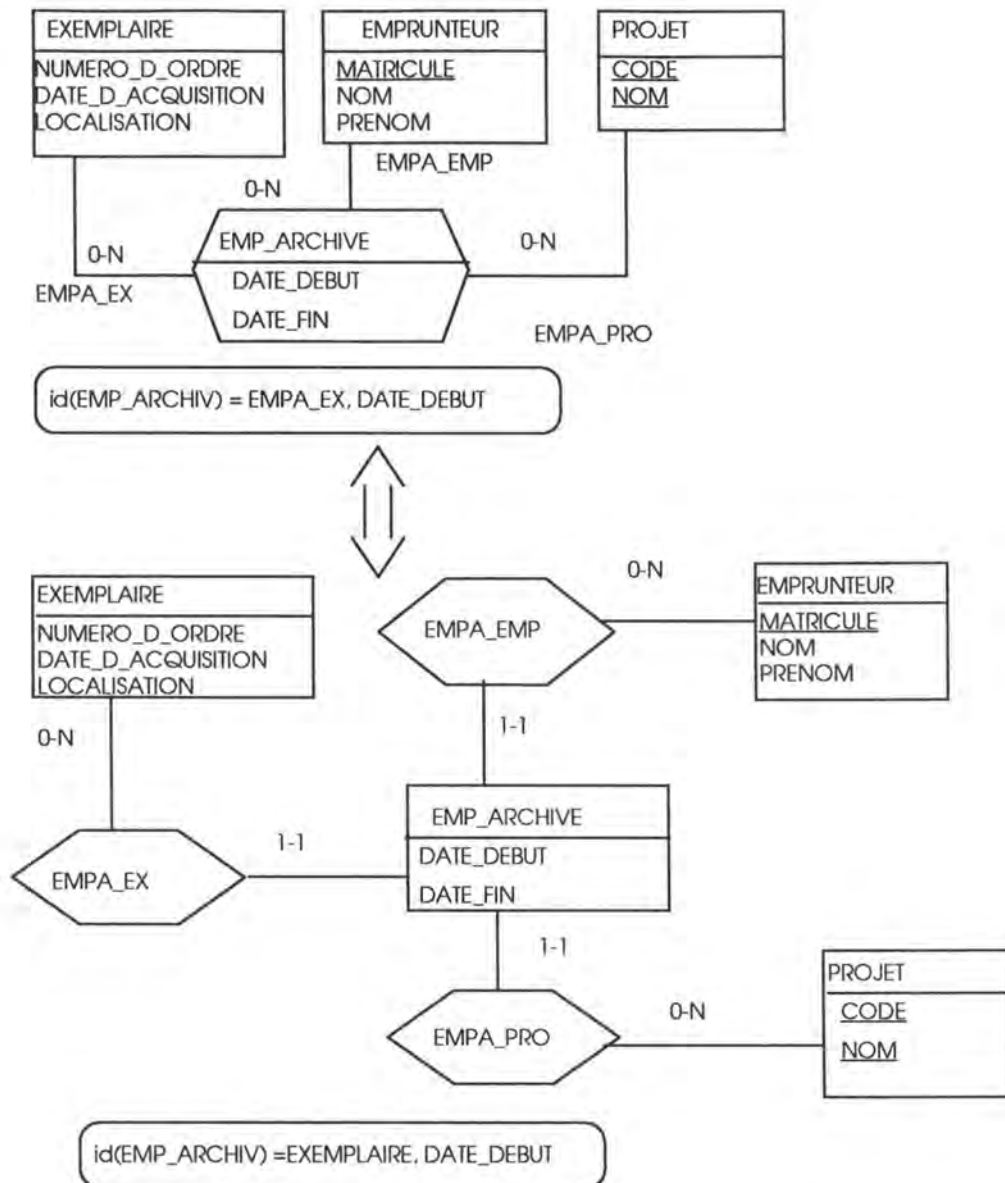 EXEMPLAIRE
NUMERO_D_ORDRE
DATE_D_ACQUISITION
LOCALISATION
EMPRUNTEUR
MATRICULE
NOM
PRENOM
PROJET
CODE
NOM
EMPA_EMP
0-N
0-N
0-N
EMP_ARCHIVE
DATE_DEBUT
DATE_FIN
EMPA_EX
EMPA_PRO
id(EMP_ARCHIV) = EMPA_EX, DATE_DEBUT
EXEMPLAIRE
NUMERO_D_ORDRE
DATE_D_ACQUISITION
LOCALISATION
EMPA_EMP
0-N
EMPRUNTEUR
MATRICULE
NOM
PRENOM
0-N
1-1
EMPA_EX
1-1
EMP_ARCHIVE
DATE_DEBUT
DATE_FIN
1-1
EMPA_PRO
0-N
PROJET
CODE
NOM
id(EMP_ARCHIV) =EXEMPLAIRE, DATE_DEBUT